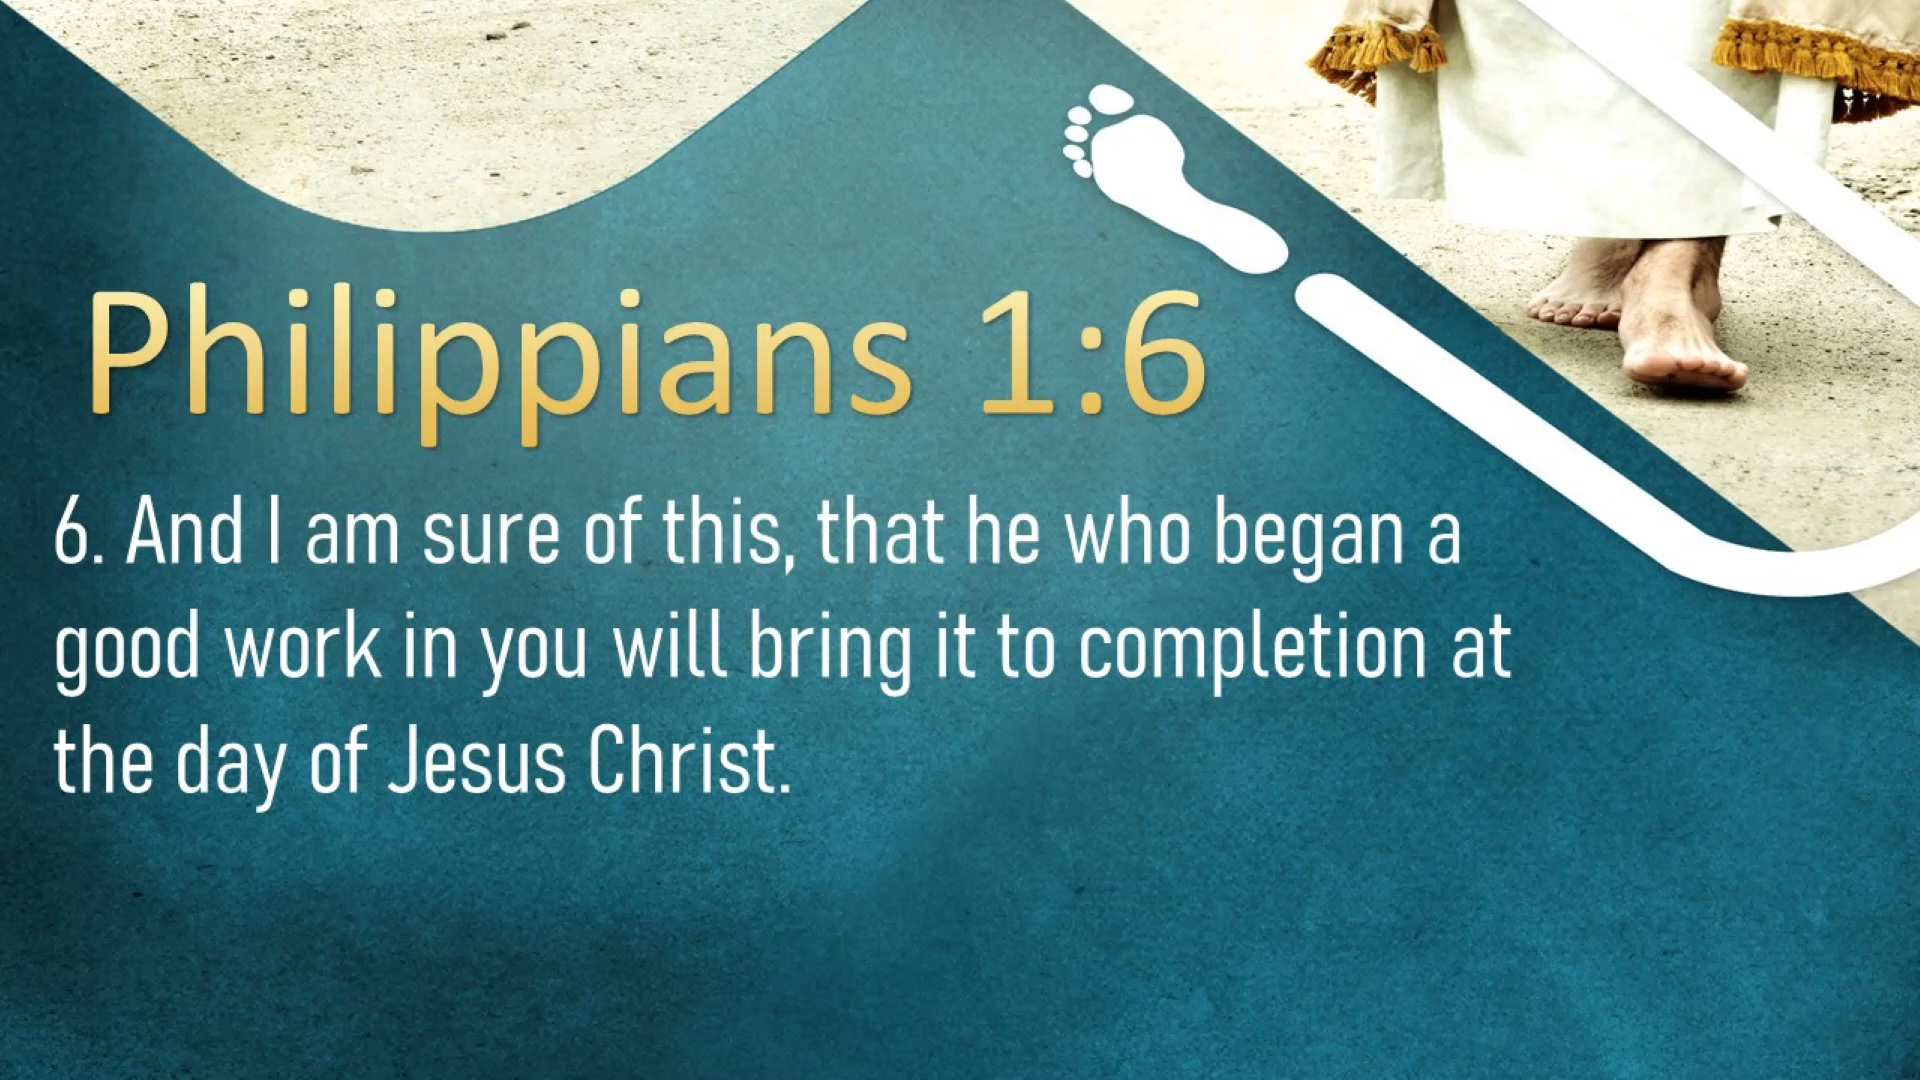 Philippians 1:6
6. And I am sure of this, that he who began a
good work in you will bring it to completion at
the day of Jesus Christ.